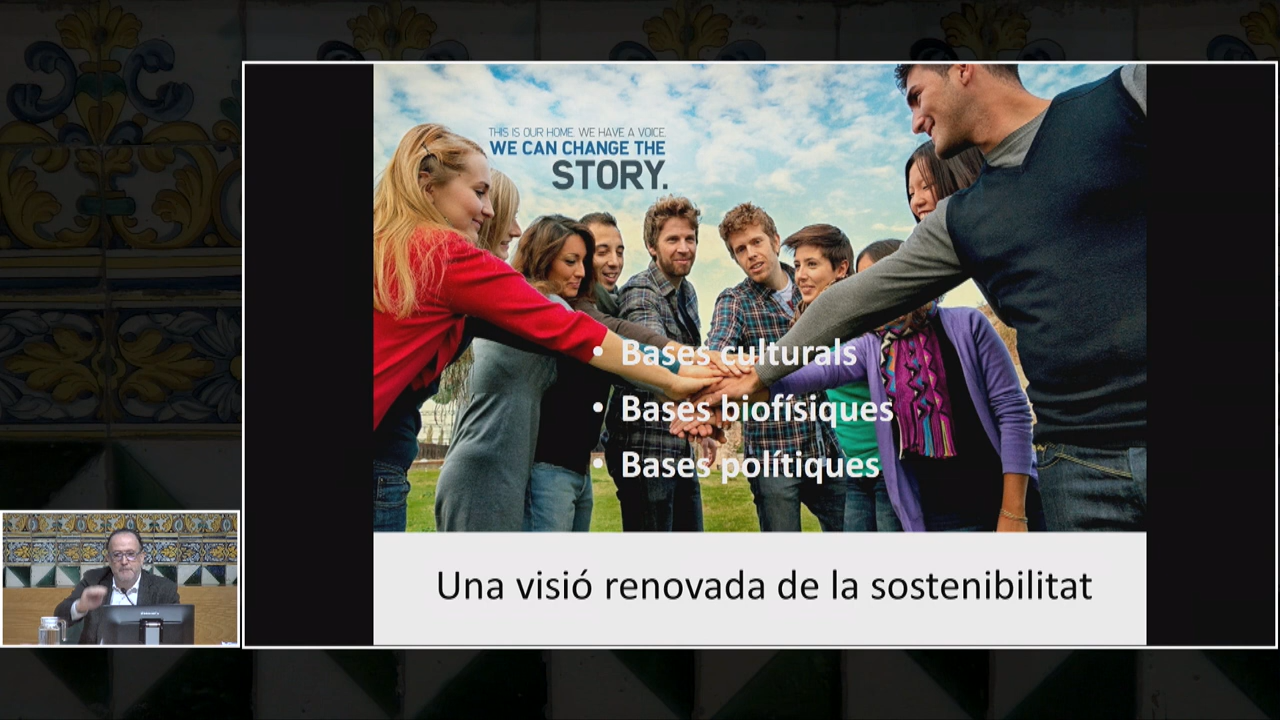 THIS IS OUR HOME. WE HAVE A VOICE.
WE CAN CHANGE THE
STORY.
• Bases culturals
• Bases biofísiques
• Bases polítiques
Una visió renovada de la sostenibilitat